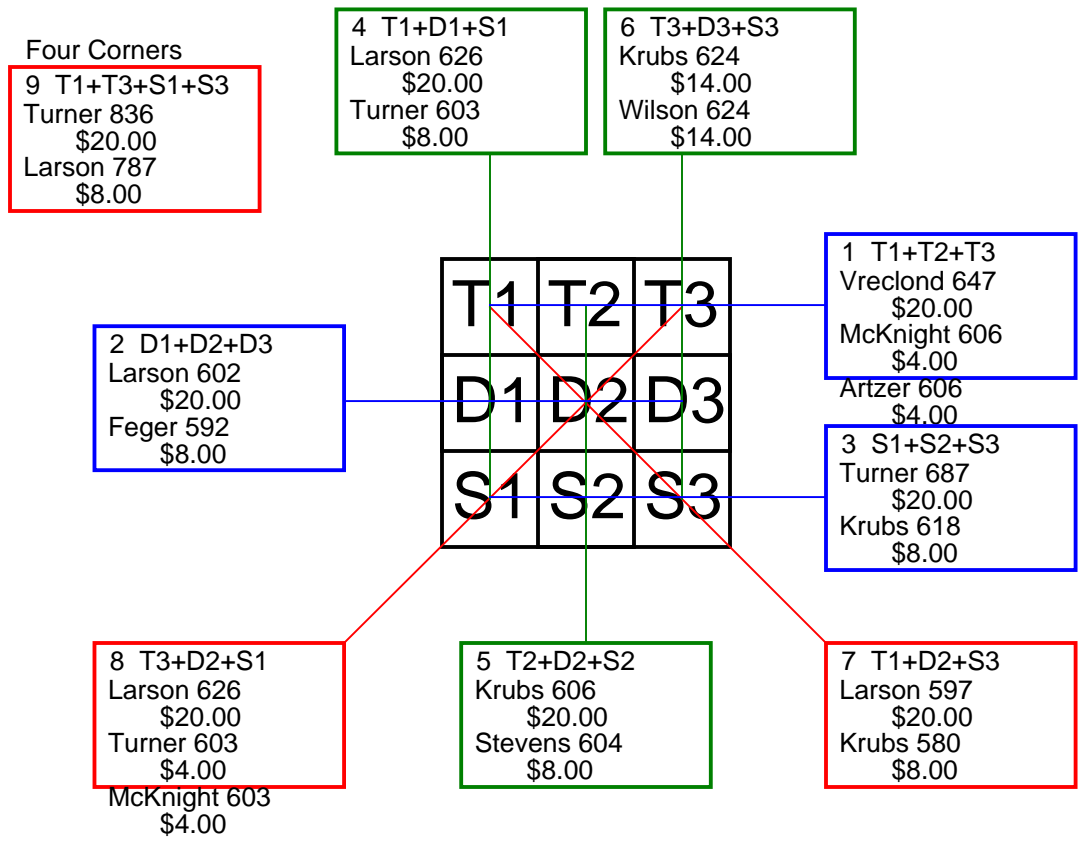 Four Corners
9 T1+T3+S1+S3
Turner 836
$20.00
Larson 787
$8.00
4 T1+D1+S1
Larson 626
$20.00
Turner 603
$8.00
6 T3+D3+S3
Krubs 624
$14.00
Wilson 624
$14.00
1 T1+T2+T3
Vreclond 647
$20.00
McKnight 606
$4.00
Artzer 606
$4.00
2 D1+D2+D3
Larson 602
$20.00
Feger 592
$8.00
T1 T2 T3
D1 D2 D3
S1 S2 S3
3 S1+S2+S3
Turner 687
$20.00
Krubs 618
$8.00
8 T3+D2+S1
Larson 626
$20.00
Turner 603
$4.00
McKnight 603
$4.00
5 T2+D2+S2
Krubs 606
$20.00
Stevens 604
$8.00
7 T1+D2+S3
Larson 597
$20.00
Krubs 580
$8.00